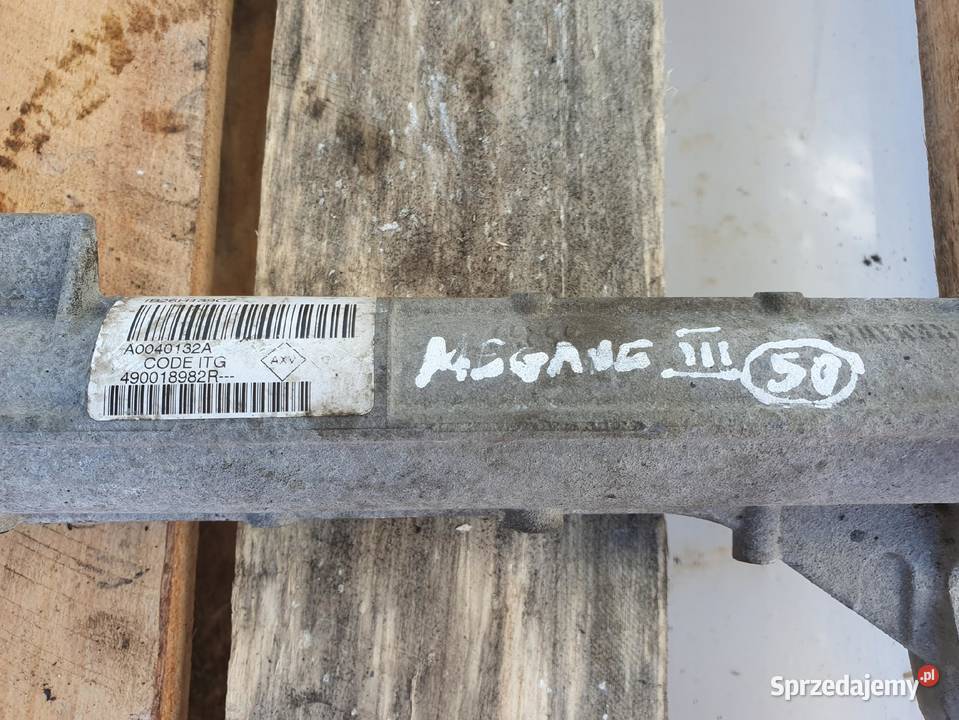 A0040132A
CODE ITG
AXV
490018982R---
MEGANE III 50
Sprzedajemy.pl